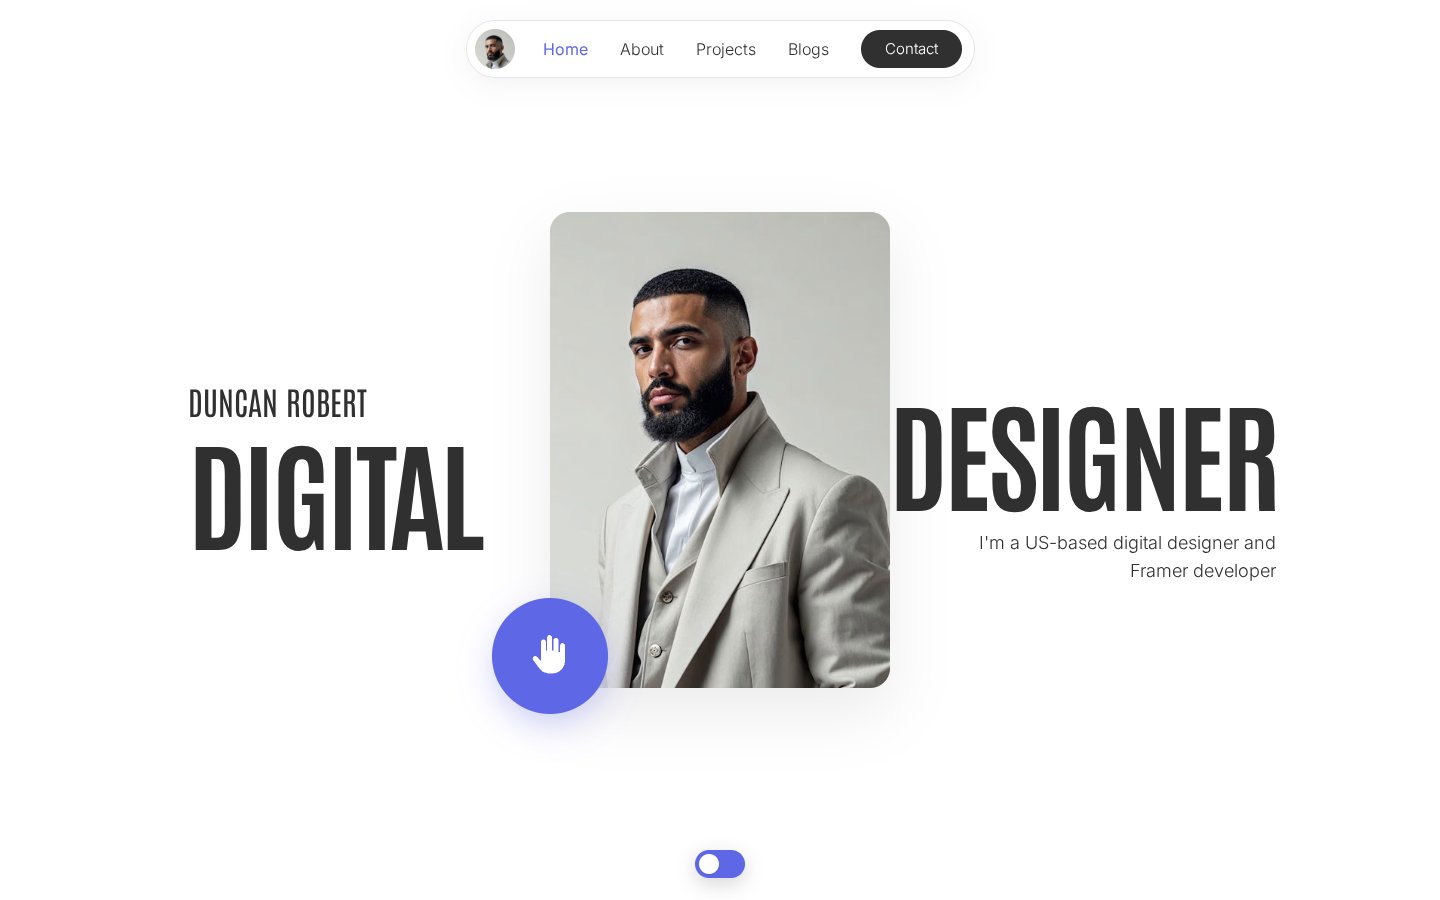 Home
About
Projects
Blogs
Contact
DUNCAN ROBERT
DIGITAL
DESIGNER
I'm a US-based digital designer and
Framer developer